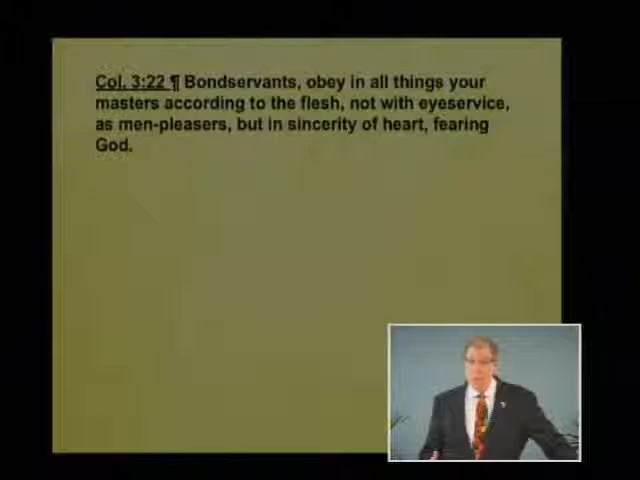 Col. 3:22 ¶ Bondservants, obey in all things your
masters according to the flesh, not with eyeservice,
as men-pleasers, but in sincerity of heart, fearing
God.